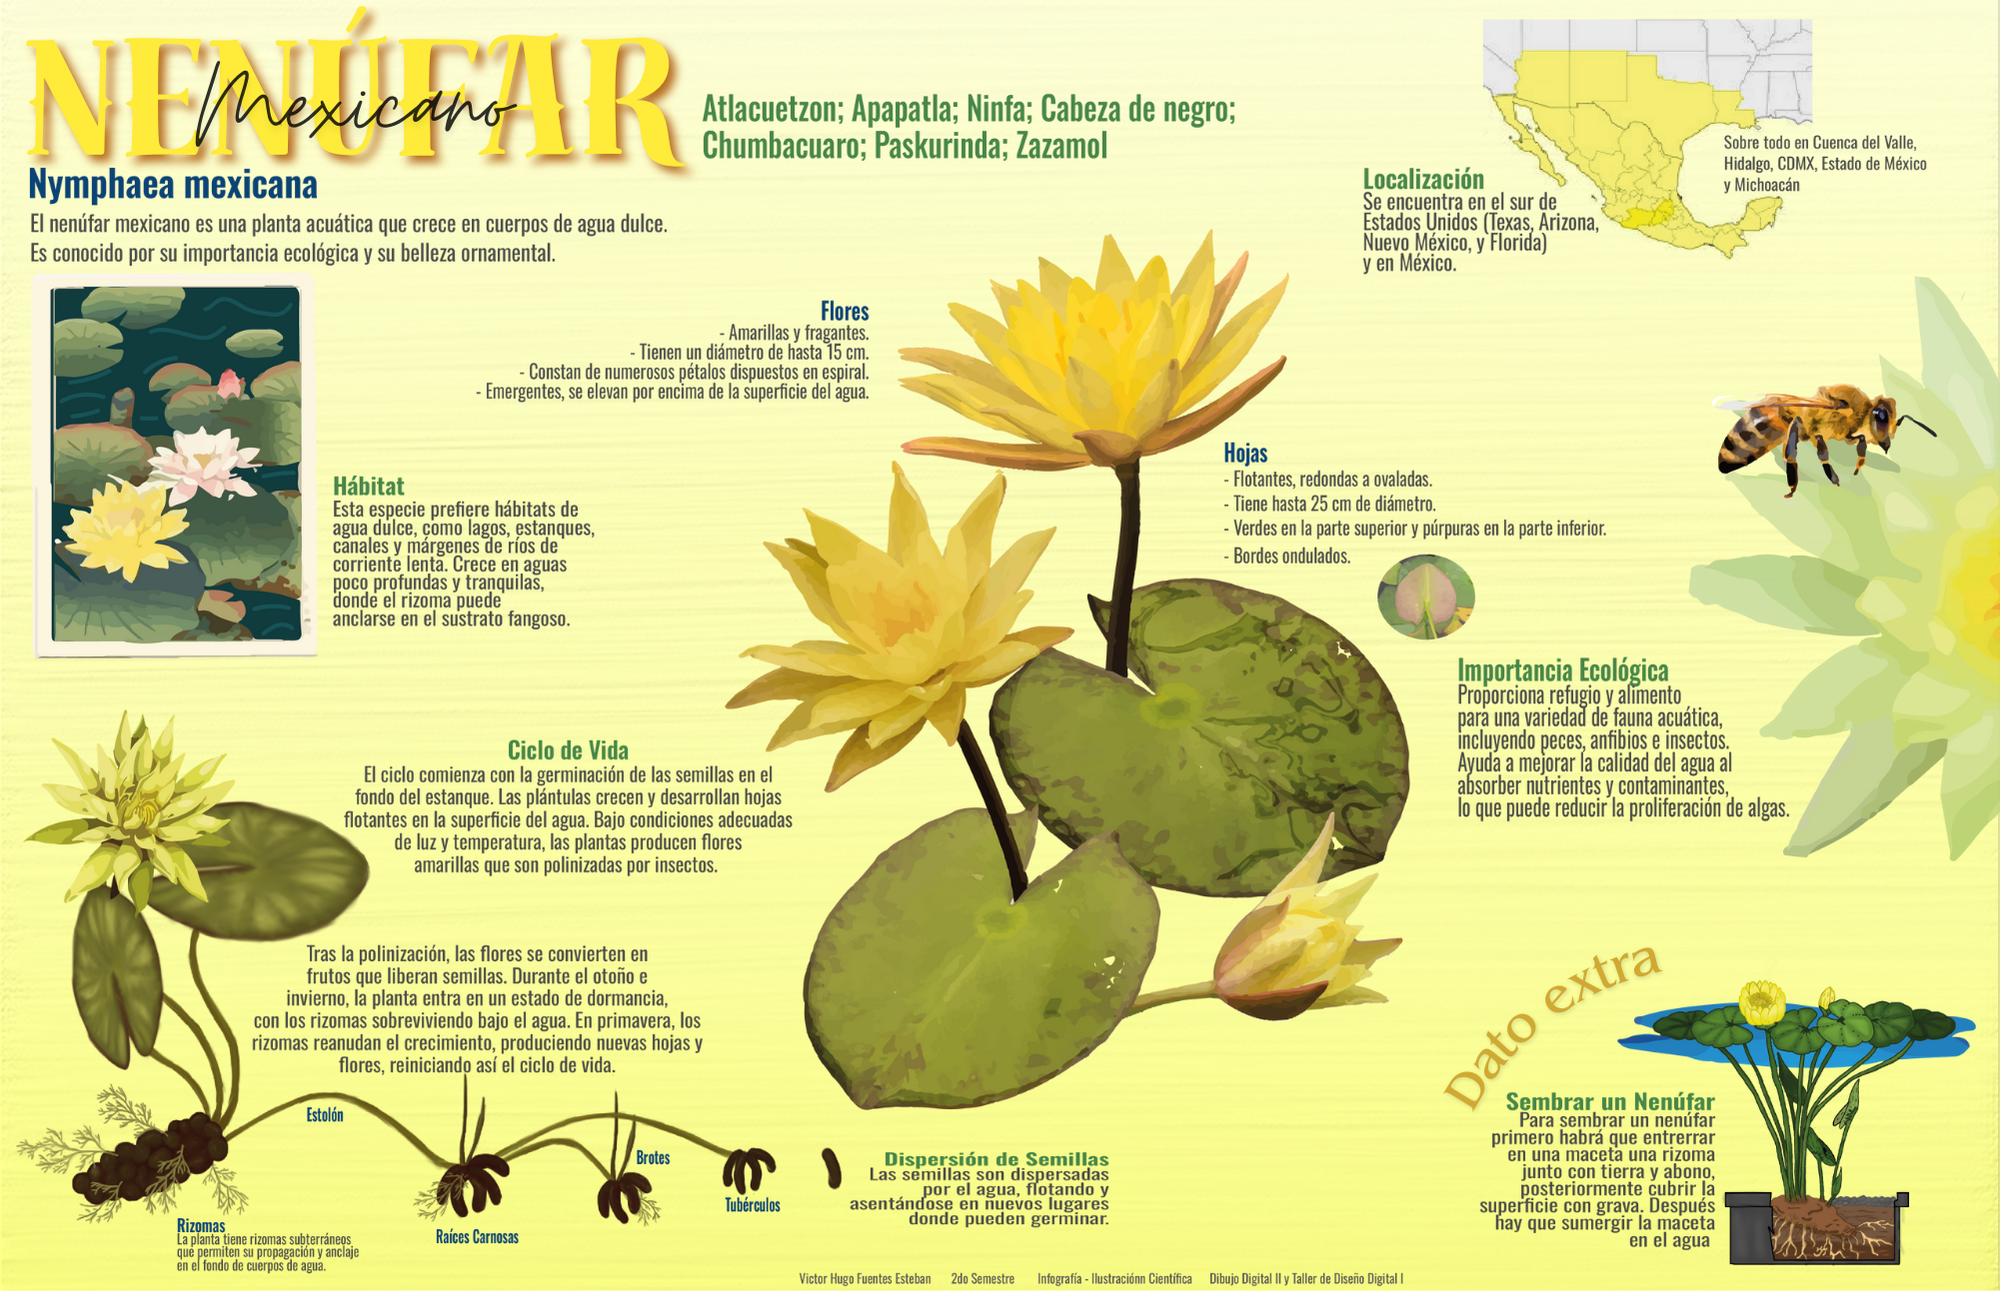 NENÚFAR
Mexicano
Nymphaea mexicana
El nenúfar mexicano es una planta acuática que crece en cuerpos de agua dulce.
Es conocido por su importancia ecológica y su belleza ornamental.
Atlacuetzon; Apapatla; Ninfa; Cabeza de negro;
Chumbacuaro; Paskurinda; Zazamol
Localización
Se encuentra en el sur de
Estados Unidos (Texas, Arizona,
Nuevo México, y Florida)
y en México.
Sobre todo en Cuenca del Valle,
Hidalgo, CDMX, Estado de México
y Michoacán
Flores
- Amarillas y fragantes.
- Tienen un diámetro de hasta 15 cm.
- Constan de numerosos pétalos dispuestos en espiral.
- Emergentes, se elevan por encima de la superficie del agua.
Hábitat
Esta especie prefiere hábitats de
agua dulce, como lagos, estanques,
canales y márgenes de ríos de
corriente lenta. Crece en aguas
poco profundas y tranquilas,
donde el rizoma puede
anclarse en el sustrato fangoso.
Hojas
- Flotantes, redondas a ovaladas.
- Tiene hasta 25 cm de diámetro.
- Verdes en la parte superior y púrpuras en la parte inferior.
- Bordes ondulados.
Importancia Ecológica
Proporciona refugio y alimento
para una variedad de fauna acuática,
incluyendo peces, anfibios e insectos.
Ayuda a mejorar la calidad del agua al
absorber nutrientes y contaminantes,
lo que puede reducir la proliferación de algas.
Ciclo de Vida
El ciclo comienza con la germinación de las semillas en el
fondo del estanque. Las plántulas crecen y desarrollan hojas
flotantes en la superficie del agua. Bajo condiciones adecuadas
de luz y temperatura, las plantas producen flores
amarillas que son polinizadas por insectos.
Tras la polinización, las flores se convierten en
frutos que liberan semillas. Durante el otoño e
invierno, la planta entra en un estado de dormancia,
con los rizomas sobreviviendo bajo el agua. En primavera, los
rizomas reanudan el crecimiento, produciendo nuevas hojas y
flores, reiniciando así el ciclo de vida.
Estolón
Brotes
Tubérculos
Raíces Carnosas
Rizomas
La planta tiene rizomas subterráneos
que permiten su propagación y anclaje
en el fondo de cuerpos de agua.
Dispersión de Semillas
Las semillas son dispersadas
por el agua, flotando y
asentándose en nuevos lugares
donde pueden germinar.
Dato extra
Sembrar un Nenúfar
Para sembrar un nenúfar
primero habrá que entrerrar
en una maceta una rizoma
junto con tierra y abono,
posteriormente cubrir la
superficie con grava. Después
hay que sumergir la maceta
en el agua
Victor Hugo Fuentes Esteban 2do Semestre Infografía - Ilustraciónn Científica Dibujo Digital II y Taller de Diseño Digital I